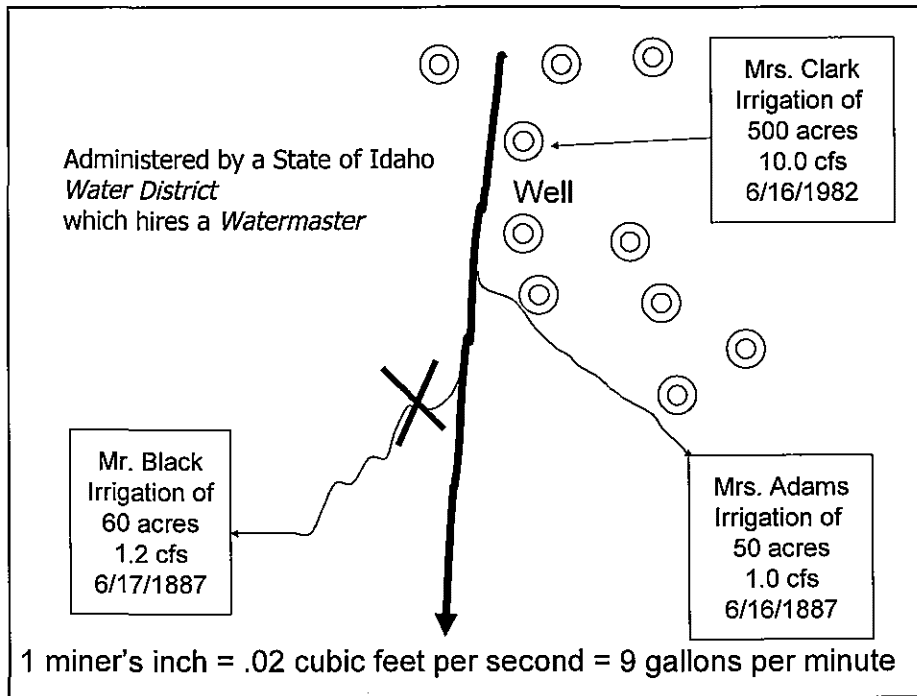 Mrs. Clark
Irrigation of
500 acres
10.0 cfs
6/16/1982
Administered by a State of Idaho
Water District
which hires a Watermaster
Well
Mr. Black
Irrigation of
60 acres
1.2 cfs
6/17/1887
Mrs. Adams
Irrigation of
50 acres
1.0 cfs
6/16/1887
1 miner's inch = .02 cubic feet per second = 9 gallons per minute